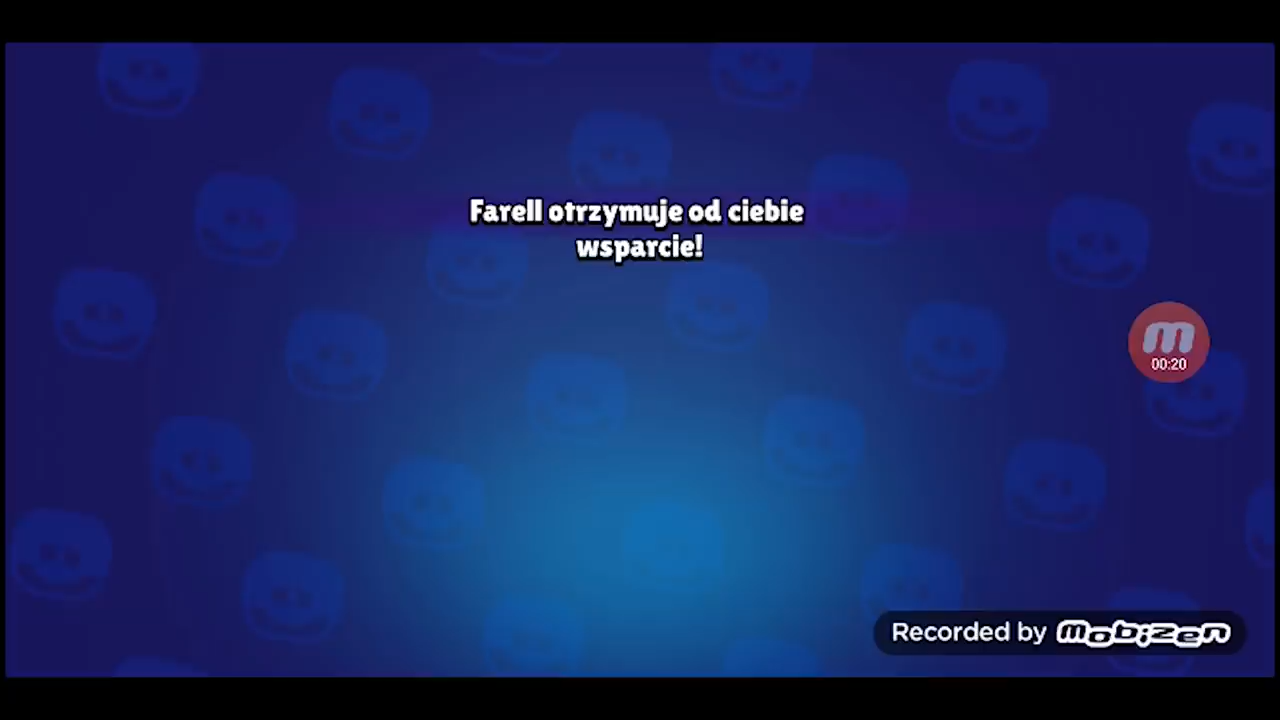 Farell otrzymuje od ciebie
wsparcie!
m
00:20
Recorded by mobizen